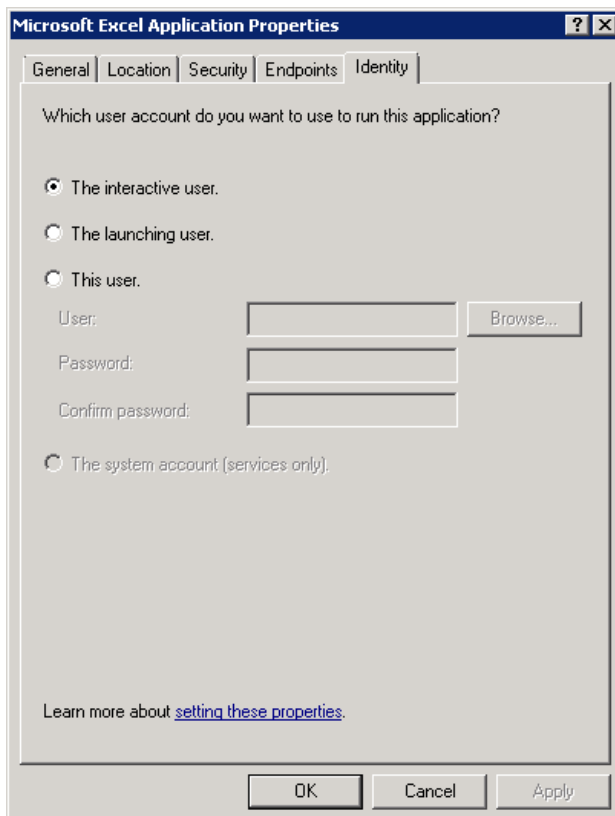 Microsoft Excel Application Properties
General Location Security Endpoints Identity
Which user account do you want to use to run this application?
The interactive user.
The launching user.
This user.
User: Browse...
Password:
Confirm password:
The system account (services only).
Learn more about setting these properties.
OK Cancel Apply